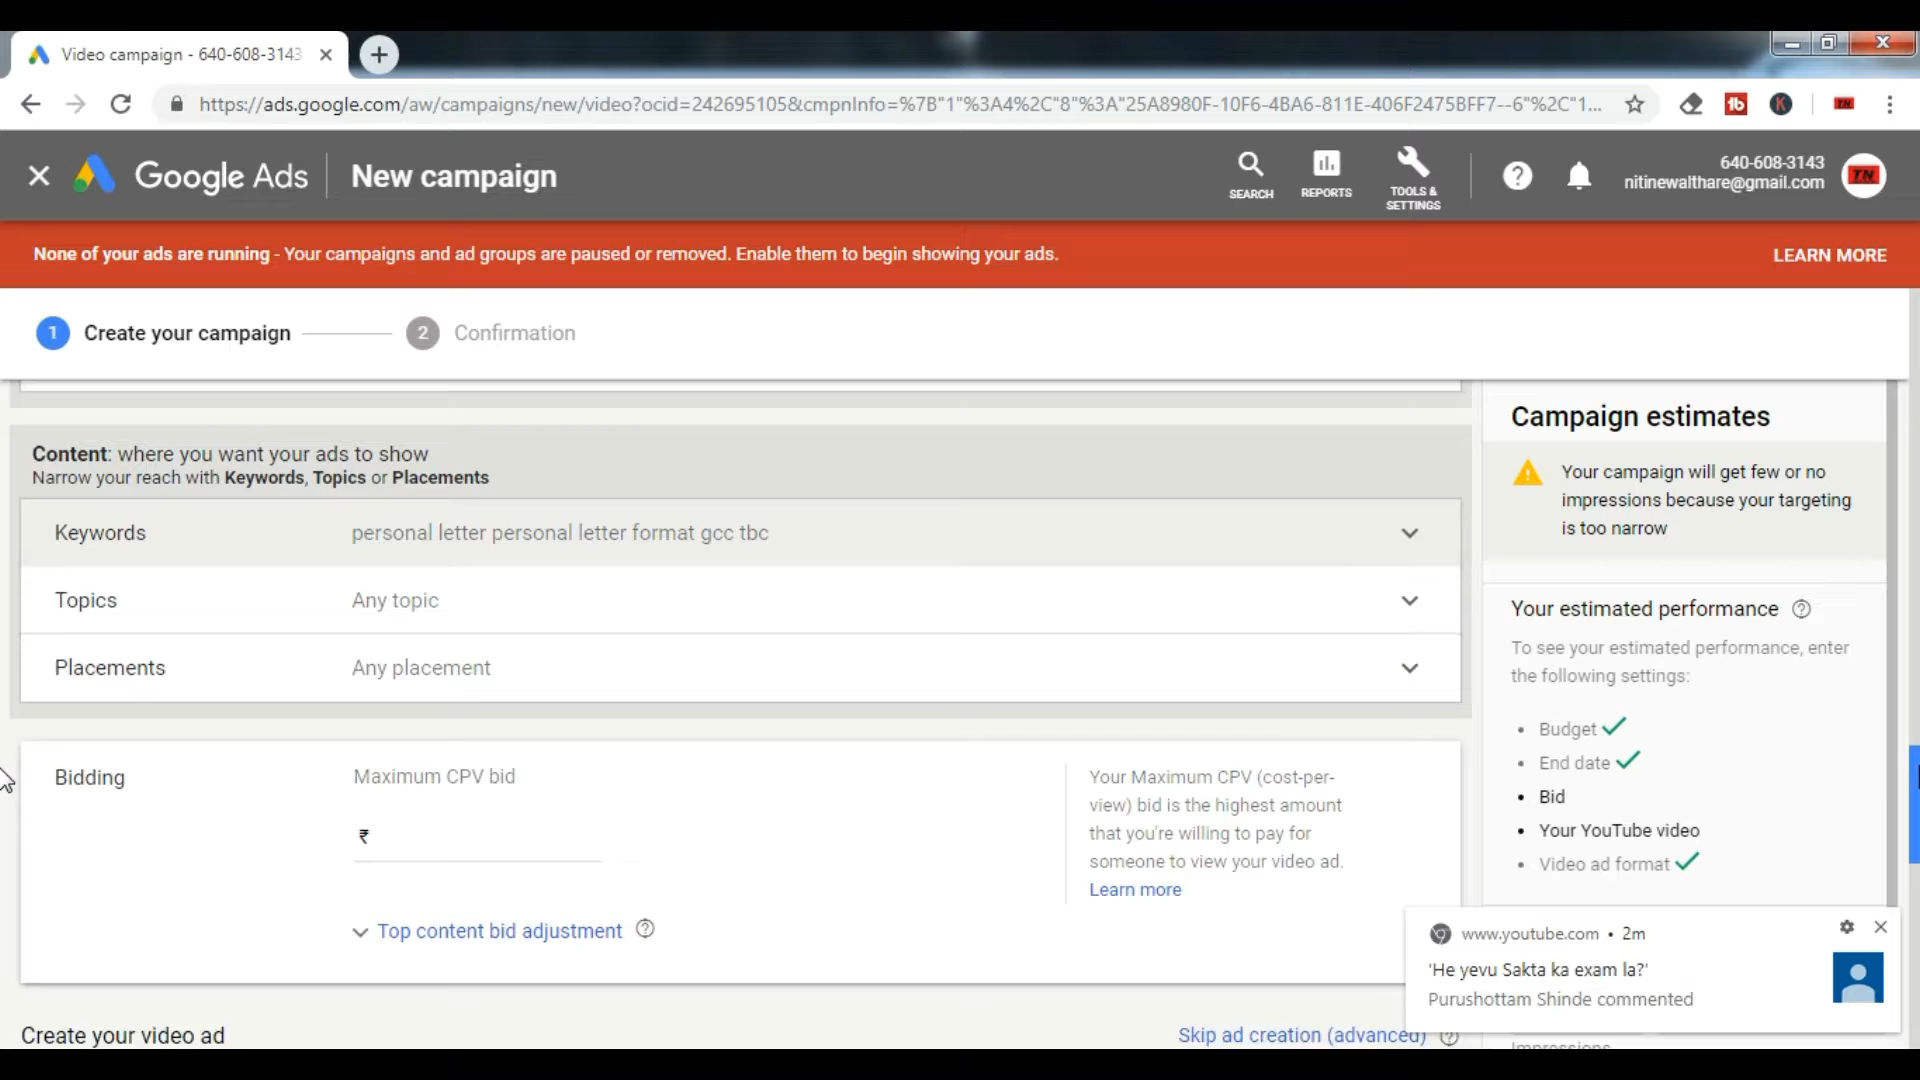 Video campaign - 640-608-3143
https://ads.google.com/aw/campaigns/new/video?ocid=242695105&cmpnInfo=%7B"1"%3A4%2C"8"%3A"25A8980F-10F6-4BA6-811E-406F2475BFF7--6"%2C"1...
Google Ads
New campaign
SEARCH
REPORTS
TOOLS &
SETTINGS
640-608-3143
nitinewalthare@gmail.com
TN
None of your ads are running - Your campaigns and ad groups are paused or removed. Enable them to begin showing your ads.
LEARN MORE
1 Create your campaign
2 Confirmation
Content: where you want your ads to show
Narrow your reach with Keywords, Topics or Placements
Keywords personal letter personal letter format gcc tbc
Topics Any topic
Placements Any placement
Bidding
Maximum CPV bid
₹
Your Maximum CPV (cost-per-
view) bid is the highest amount
that you're willing to pay for
someone to view your video ad.
Learn more
Top content bid adjustment
Create your video ad
Skip ad creation (advanced)
Campaign estimates
Your campaign will get few or no
impressions because your targeting
is too narrow
Your estimated performance
To see your estimated performance, enter
the following settings:
• Budget
• End date
• Bid
• Your YouTube video
• Video ad format
www.youtube.com • 2m
'He yevu Sakta ka exam la?'
Purushottam Shinde commented
Impressions